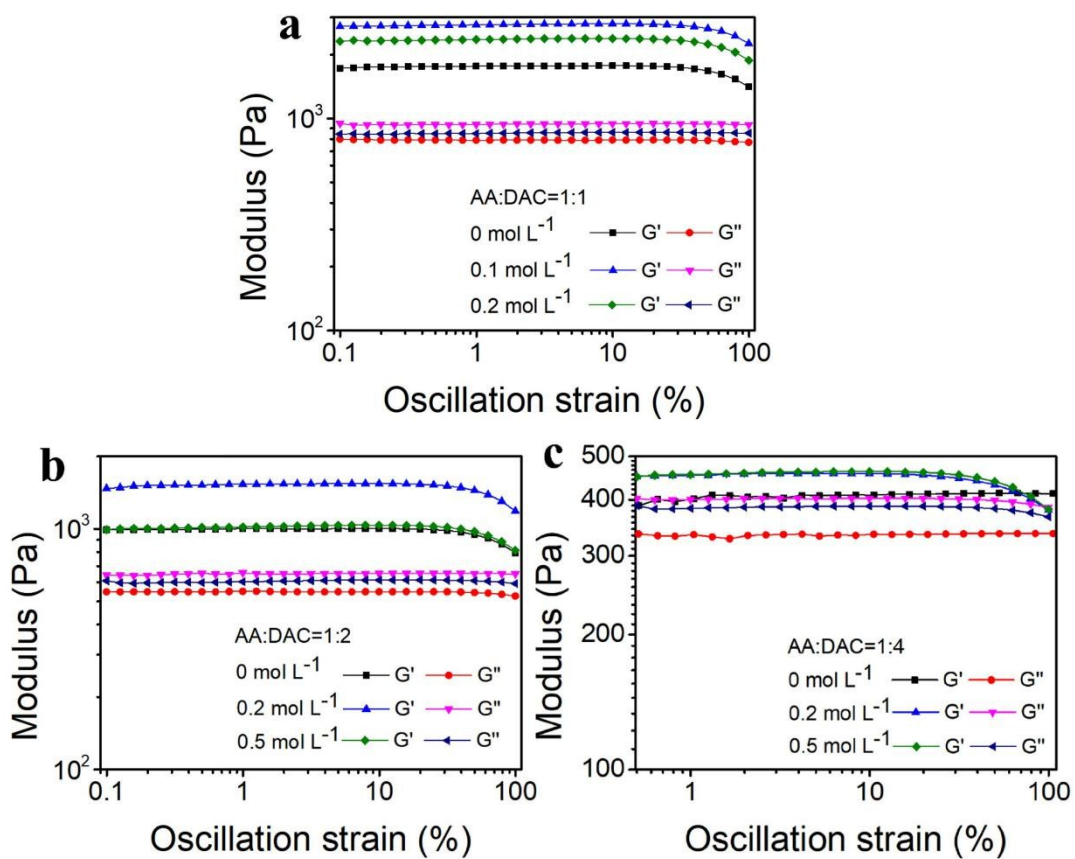 a
Modulus (Pa)
10³
10²
AA:DAC=1:1
0 mol L⁻¹ G' G"
0.1 mol L⁻¹ G' G"
0.2 mol L⁻¹ G' G"
0.1 1 10 100
Oscillation strain (%)
b
Modulus (Pa)
10³
10²
AA:DAC=1:2
0 mol L⁻¹ G' G"
0.2 mol L⁻¹ G' G"
0.5 mol L⁻¹ G' G"
0.1 1 10 100
Oscillation strain (%)
c
Modulus (Pa)
500
400
300
200
100
AA:DAC=1:4
0 mol L⁻¹ G' G"
0.2 mol L⁻¹ G' G"
0.5 mol L⁻¹ G' G"
1 10 100
Oscillation strain (%)